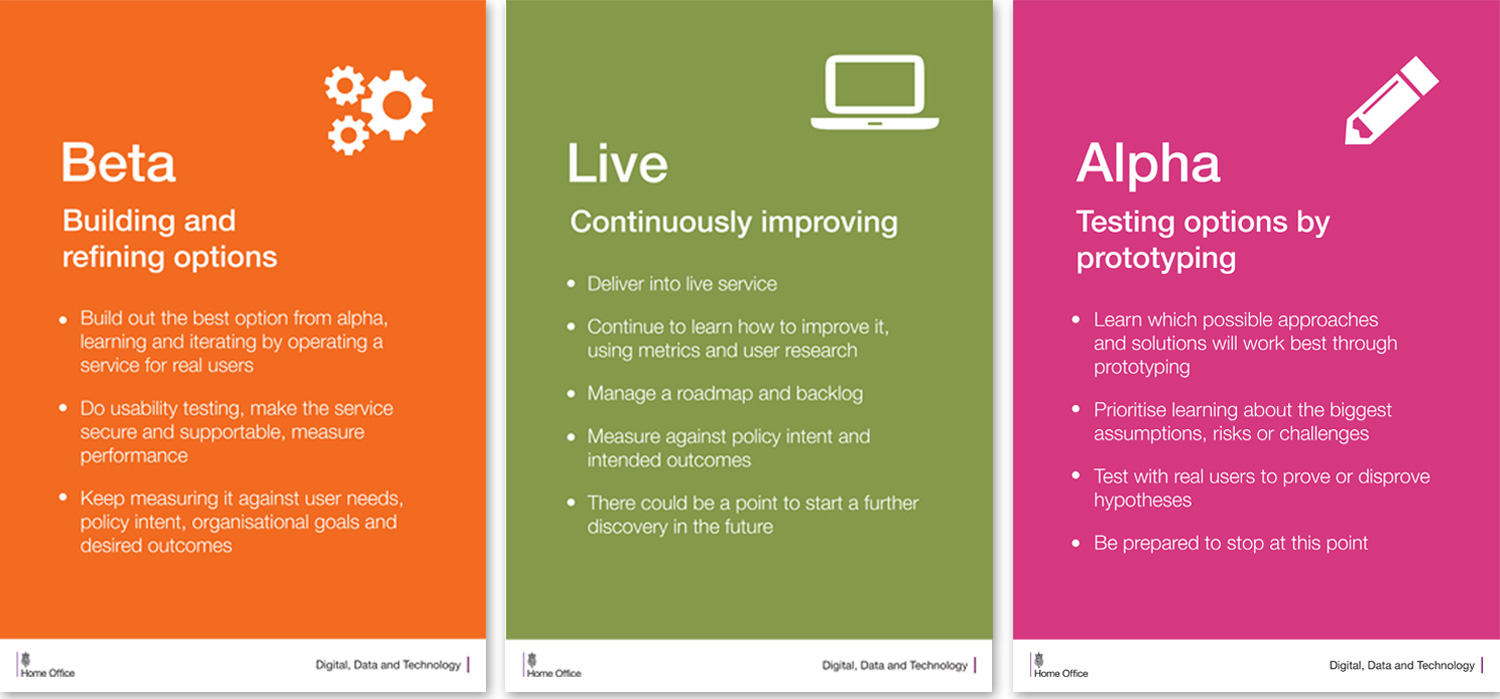 Beta
Building and
refining options
• Build out the best option from alpha,
learning and iterating by operating a
service for real users
• Do usability testing, make the service
secure and supportable, measure
performance
• Keep measuring it against user needs,
policy intent, organisational goals and
desired outcomes
Home Office
Digital, Data and Technology
Live
Continuously improving
• Deliver into live service
• Continue to learn how to improve it,
using metrics and user research
• Manage a roadmap and backlog
• Measure against policy intent and
intended outcomes
• There could be a point to start a further
discovery in the future
Home Office
Digital, Data and Technology
Alpha
Testing options by
prototyping
• Learn which possible approaches
and solutions will work best through
prototyping
• Prioritise learning about the biggest
assumptions, risks or challenges
• Test with real users to prove or disprove
hypotheses
• Be prepared to stop at this point
Home Office
Digital, Data and Technology